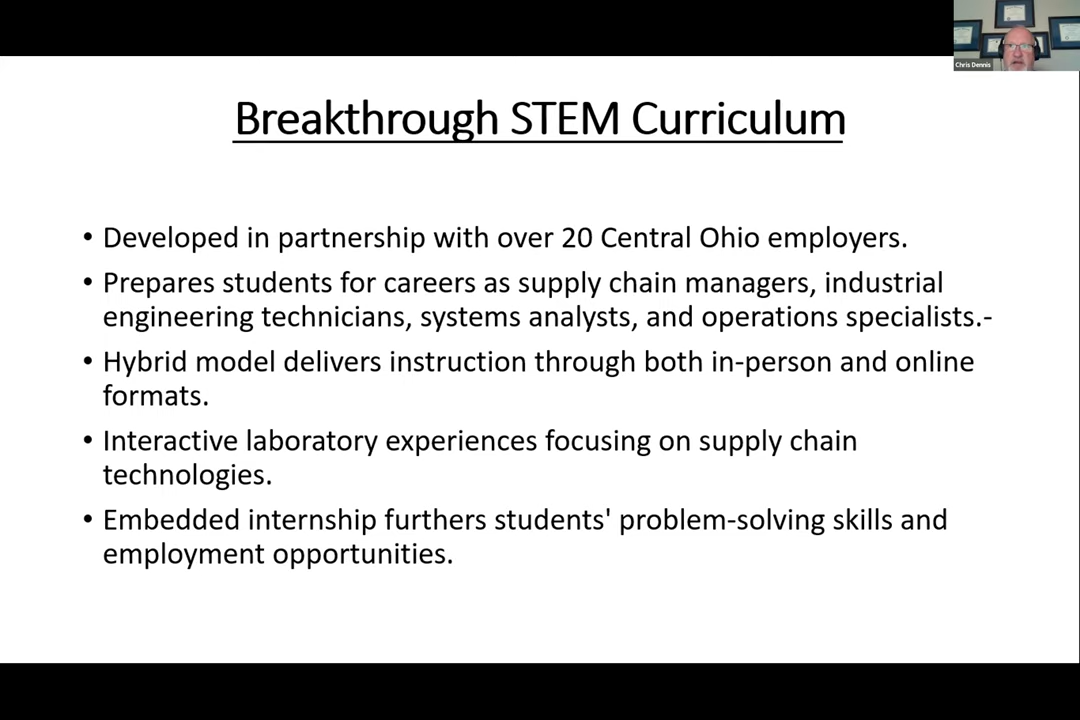 Chris Dennis
Breakthrough STEM Curriculum
• Developed in partnership with over 20 Central Ohio employers.
• Prepares students for careers as supply chain managers, industrial
engineering technicians, systems analysts, and operations specialists.-
• Hybrid model delivers instruction through both in-person and online
formats.
• Interactive laboratory experiences focusing on supply chain
technologies.
• Embedded internship furthers students' problem-solving skills and
employment opportunities.